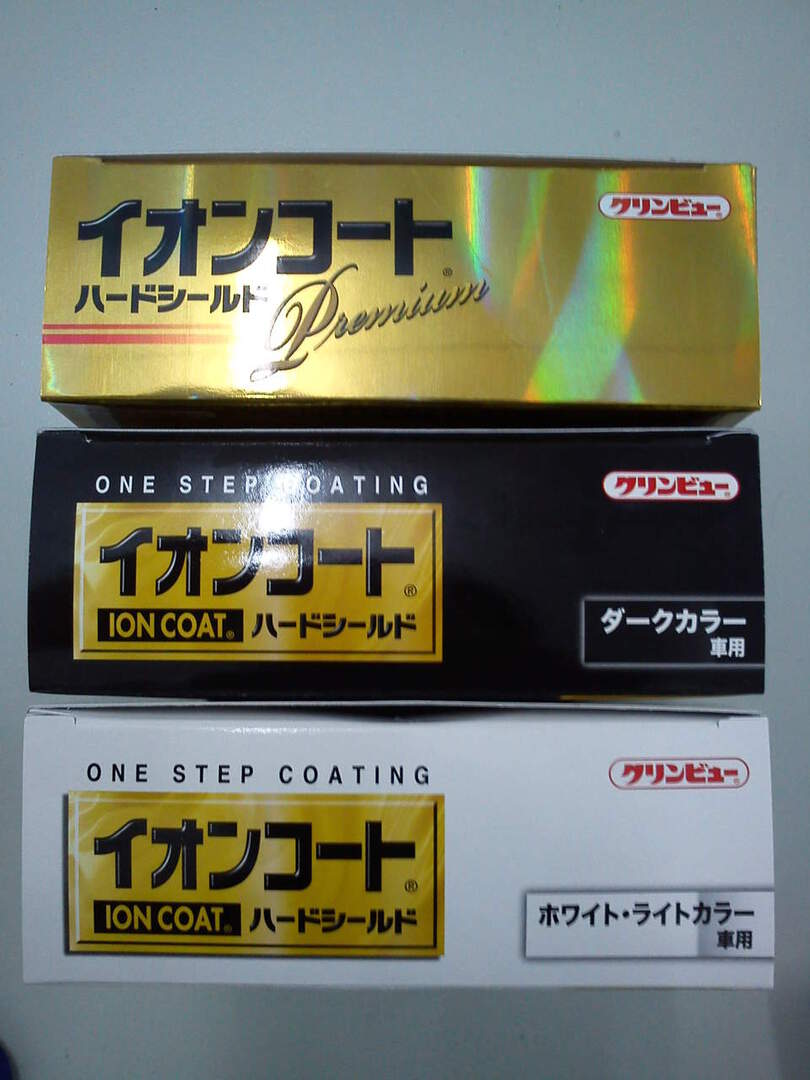 イオンコート®
クリンビュー®
ハードシールド
Premium
ONE STEP COATING
クリンビュー®
イオンコート®
ION COAT® ハードシールド
ダークカラー
車用
ONE STEP COATING
クリンビュー®
イオンコート®
ION COAT® ハードシールド
ホワイト・ライトカラー
車用